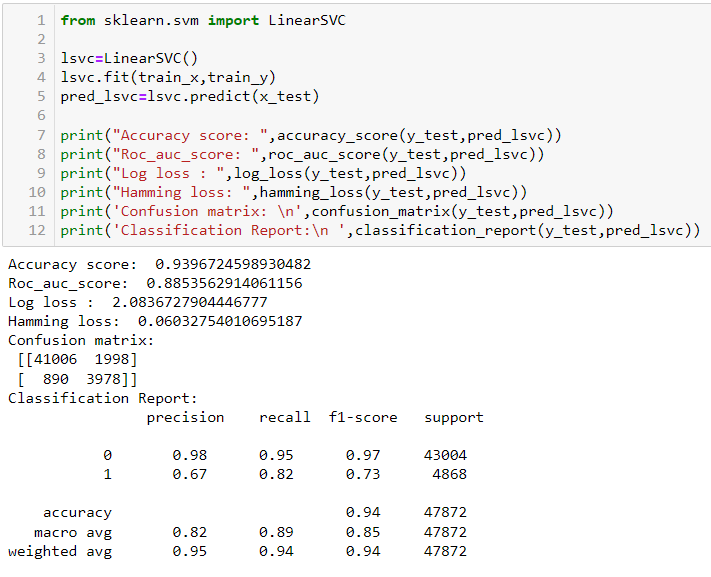 1 from sklearn.svm import LinearSVC
2
3 lsvc=LinearSVC()
4 lsvc.fit(train_x,train_y)
5 pred_lsvc=lsvc.predict(x_test)
6
7 print("Accuracy score: ",accuracy_score(y_test,pred_lsvc))
8 print("Roc_auc_score: ",roc_auc_score(y_test,pred_lsvc))
9 print("Log loss : ",log_loss(y_test,pred_lsvc))
10 print("Hamming loss: ",hamming_loss(y_test,pred_lsvc))
11 print('Confusion matrix: \n',confusion_matrix(y_test,pred_lsvc))
12 print('Classification Report:\n ',classification_report(y_test,pred_lsvc))
Accuracy score:  0.9396724598930482
Roc_auc_score:  0.8853562914061156
Log loss :  2.0836727904446777
Hamming loss:  0.06032754010695187
Confusion matrix:
[[41006  1998]
[  890  3978]]
Classification Report:
precision    recall  f1-score   support
0       0.98      0.95      0.97     43004
1       0.67      0.82      0.73      4868
accuracy                           0.94     47872
macro avg       0.82      0.89      0.85     47872
weighted avg       0.95      0.94      0.94     47872